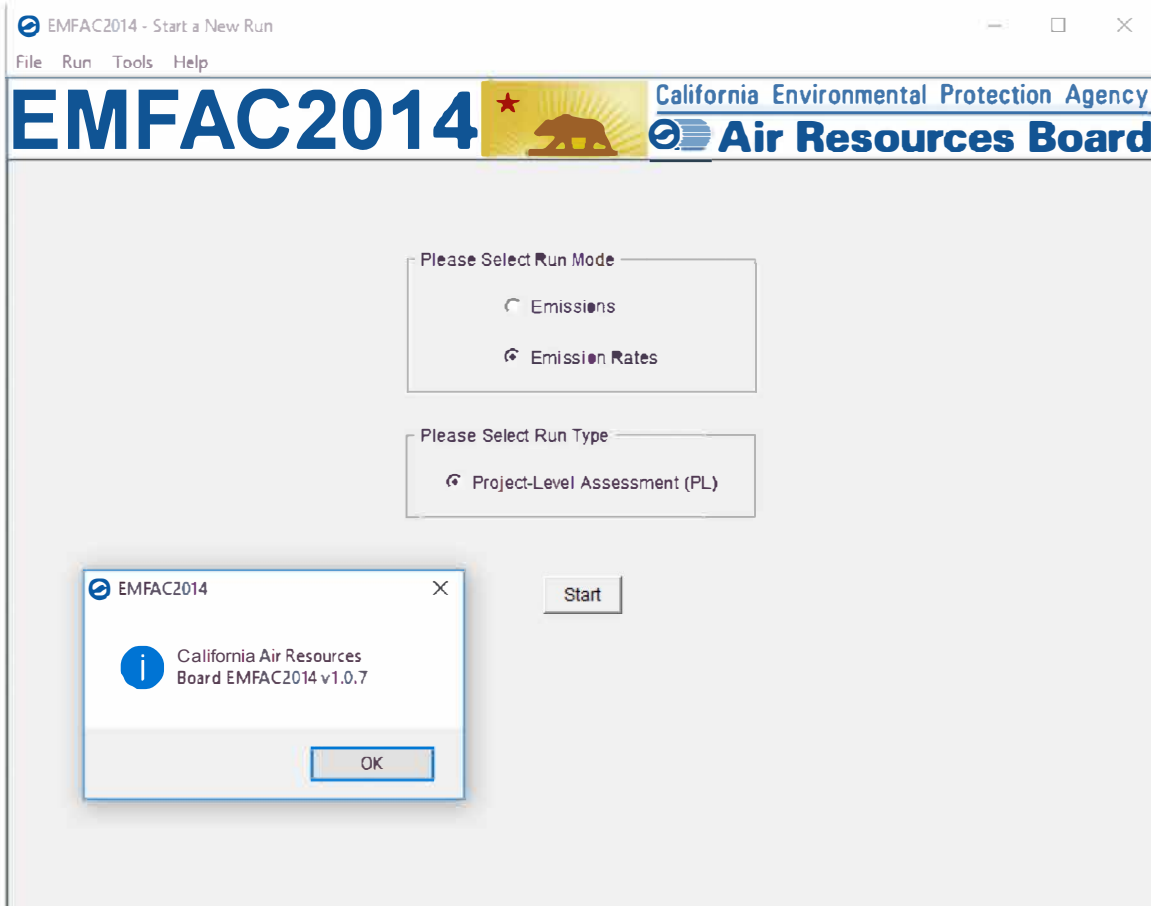 EMFAC2014 - Start a New Run
File Run Tools Help
EMFAC2014
California Environmental Protection Agency
Air Resources Board
Please Select Run Mode
Emissions
Emission Rates
Please Select Run Type
Project-Level Assessment (PL)
Start
EMFAC2014
California Air Resources
Board EMFAC2014 v1.0.7
OK